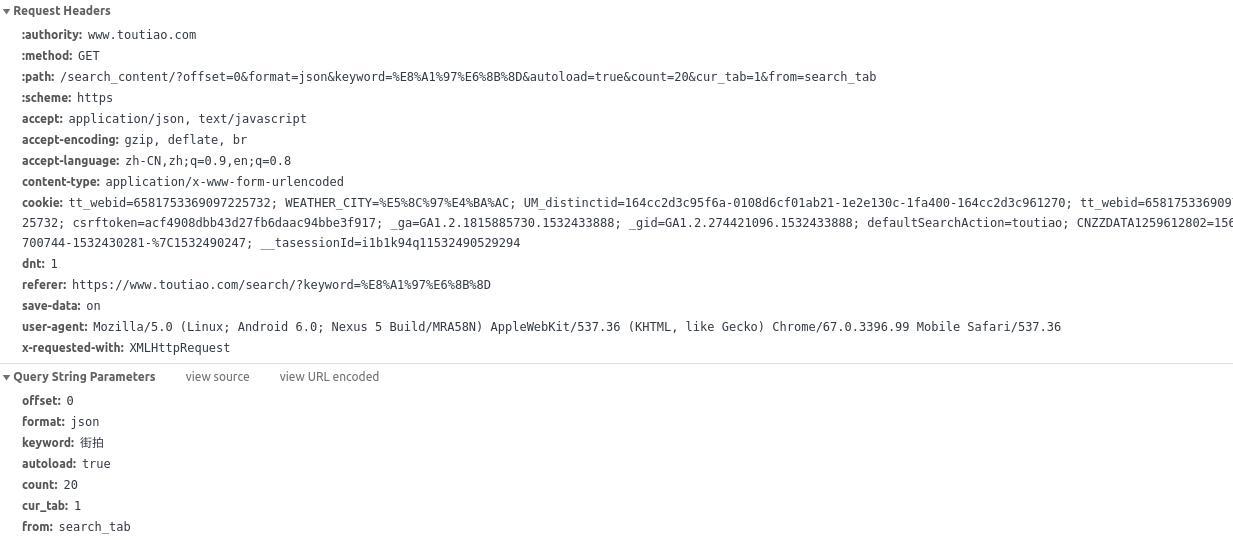 Request Headers
:authority: www.toutiao.com
:method: GET
:path: /search_content/?offset=0&format=json&keyword=%E8%A1%97%E6%8B%8D&autoload=true&count=20&cur_tab=1&from=search_tab
:scheme: https
accept: application/json, text/javascript
accept-encoding: gzip, deflate, br
accept-language: zh-CN,zh;q=0.9,en;q=0.8
content-type: application/x-www-form-urlencoded
cookie: tt_webid=6581753369097225732; WEATHER_CITY=%E5%8C%97%E4%BA%AC; UM_distinctid=164cc2d3c95f6a-0108d6cf01ab21-1e2e130c-1fa400-164cc2d3c961270; tt_webid=6581753369097
25732; csrftoken=acf4908dbb43d27fb6daac94bbe3f917; _ga=GA1.2.1815885730.1532433888; _gid=GA1.2.274421096.1532433888; defaultSearchAction=toutiao; CNZZDATA1259612802=156
700744-1532430281-%7C1532490247; __tasessionId=i1b1k94q11532490529294
dnt: 1
referer: https://www.toutiao.com/search/?keyword=%E8%A1%97%E6%8B%8D
save-data: on
user-agent: Mozilla/5.0 (Linux; Android 6.0; Nexus 5 Build/MRA58N) AppleWebKit/537.36 (KHTML, like Gecko) Chrome/67.0.3396.99 Mobile Safari/537.36
x-requested-with: XMLHttpRequest
Query String Parameters view source view URL encoded
offset: 0
format: json
keyword: 街拍
autoload: true
count: 20
cur_tab: 1
from: search_tab